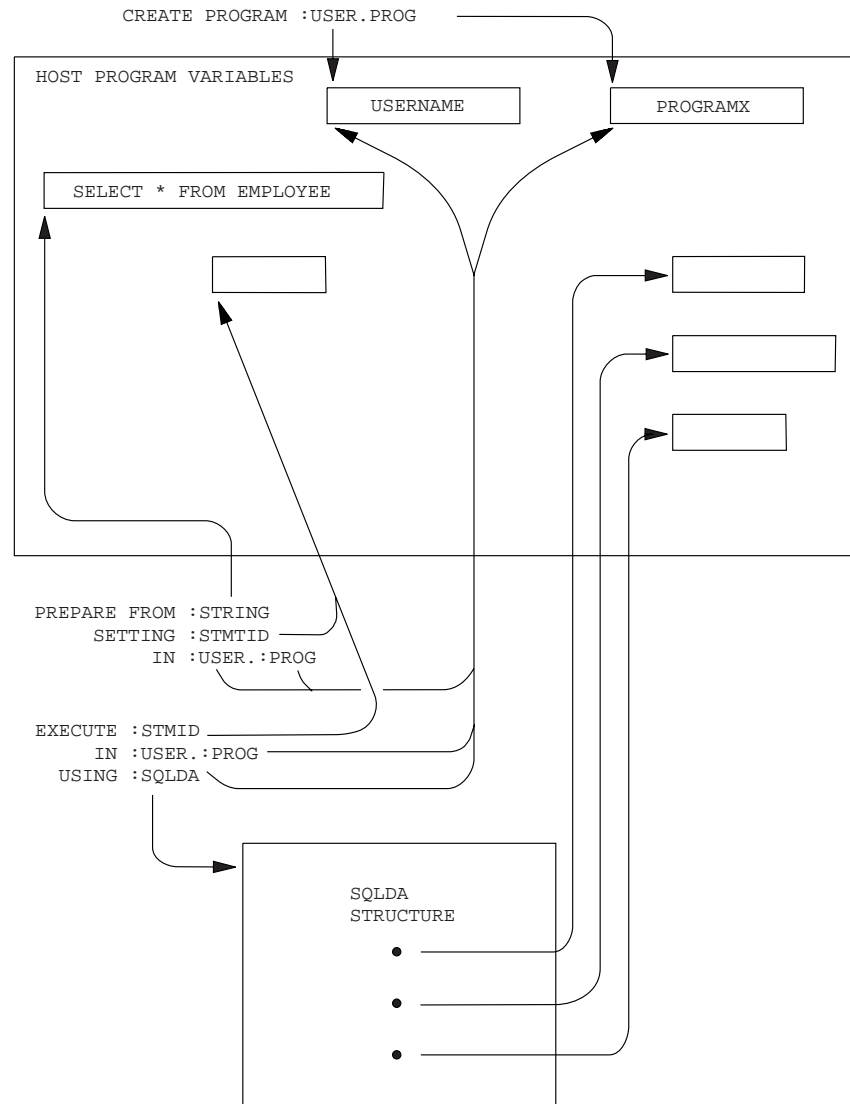 CREATE PROGRAM :USER.PROG
HOST PROGRAM VARIABLES
USERNAME
PROGRAMX
SELECT * FROM EMPLOYEE
PREPARE FROM :STRING
SETTING :STMTID
IN :USER.:PROG
EXECUTE :STMID
IN :USER.:PROG
USING :SQLDA
SQLDA
STRUCTURE